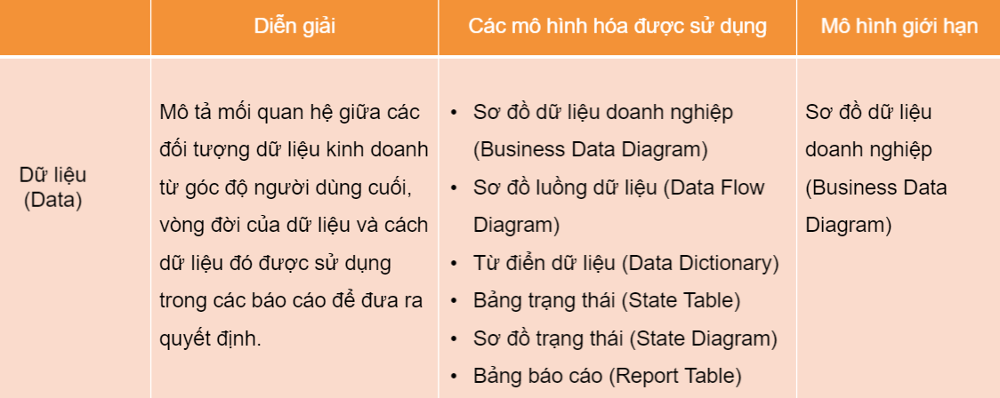 Diễn giải
Các mô hình hóa được sử dụng
Mô hình giới hạn
Dữ liệu
(Data)
Mô tả mối quan hệ giữa các
đối tượng dữ liệu kinh doanh
từ góc độ người dùng cuối,
vòng đời của dữ liệu và cách
dữ liệu đó được sử dụng
trong các báo cáo để đưa ra
quyết định.
• Sơ đồ dữ liệu doanh nghiệp
(Business Data Diagram)
• Sơ đồ luồng dữ liệu (Data Flow
Diagram)
• Từ điển dữ liệu (Data Dictionary)
• Bảng trạng thái (State Table)
• Sơ đồ trạng thái (State Diagram)
• Bảng báo cáo (Report Table)
Sơ đồ dữ liệu
doanh nghiệp
(Business Data
Diagram)